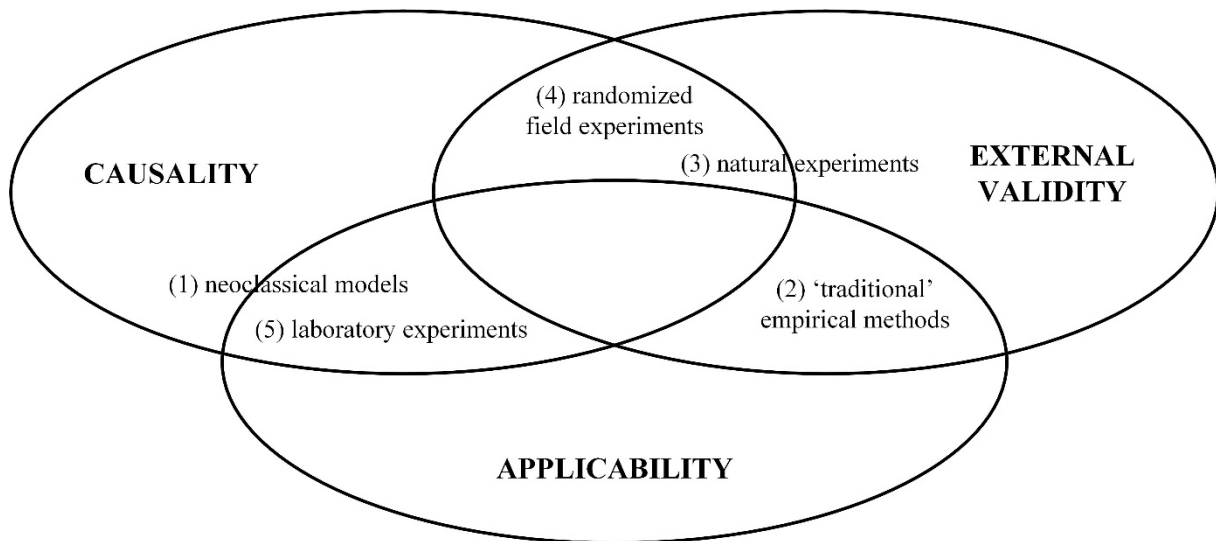 (4) randomized
field experiments
CAUSALITY
(3) natural experiments
EXTERNAL
VALIDITY
(1) neoclassical models
(5) laboratory experiments
(2) ‘traditional’
empirical methods
APPLICABILITY